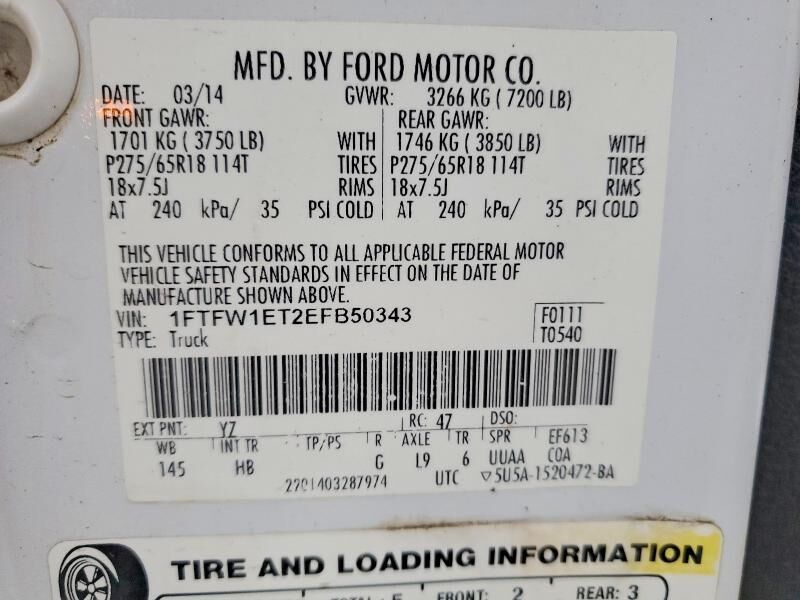 MFD. BY FORD MOTOR CO.
DATE: 03/14 GVWR: 3266 KG ( 7200 LB)
FRONT GAWR: REAR GAWR:
1701 KG ( 3750 LB) WITH 1746 KG ( 3850 LB) WITH
P275/65R18 114T TIRES P275/65R18 114T TIRES
18x7.5J RIMS 18x7.5J RIMS
AT 240 kPa/ 35 PSI COLD AT 240 kPa/ 35 PSI COLD
THIS VEHICLE CONFORMS TO ALL APPLICABLE FEDERAL MOTOR
VEHICLE SAFETY STANDARDS IN EFFECT ON THE DATE OF
MANUFACTURE SHOWN ABOVE.
VIN: 1FTFW1ET2EFB50343 F0111
TYPE: Truck T0540
EXT PNT: YZ RC: 47 DSO:
WB INT TR TP/PS R AXLE TR SPR EF613
145 HB G L9 6 UUAA COA
2201403287974 UTC ▽5U5A-1520472-BA
TIRE AND LOADING INFORMATION
FRONT: 2 REAR: 3